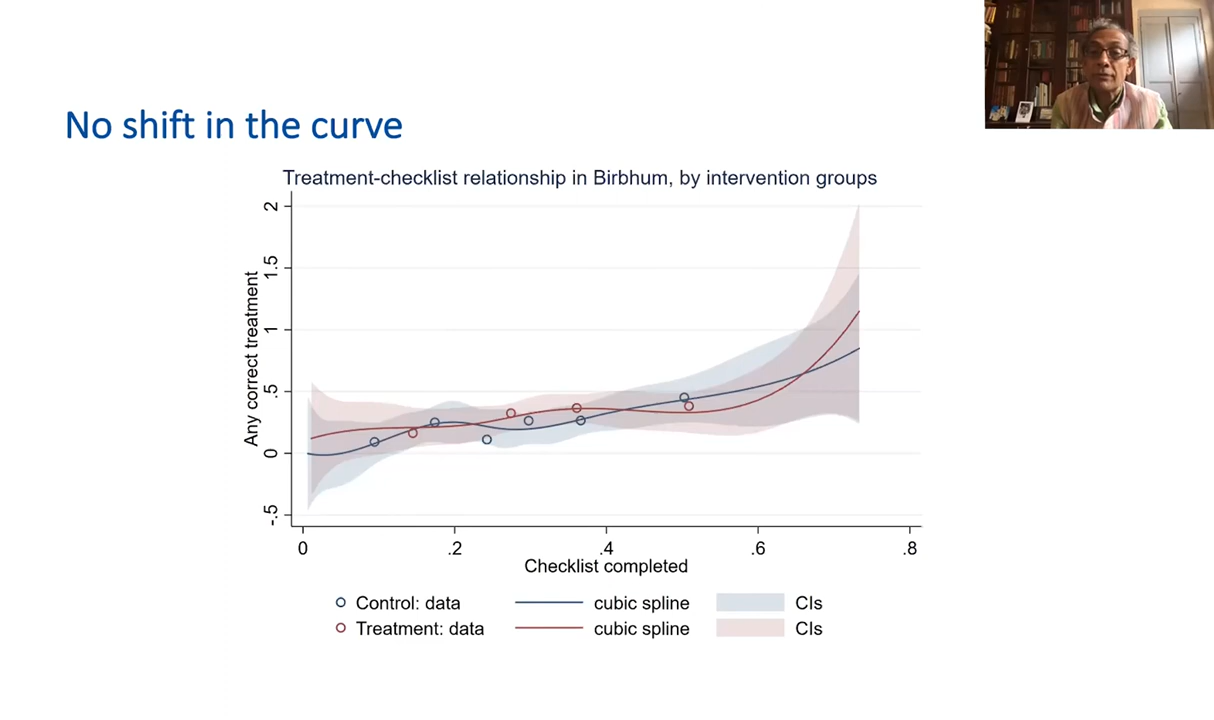 No shift in the curve
Treatment-checklist relationship in Birbhum, by intervention groups
Any correct treatment
2
1.5
1
.5
0
-.5
0 .2 .4 .6 .8
Checklist completed
Control: data cubic spline CIs
Treatment: data cubic spline CIs